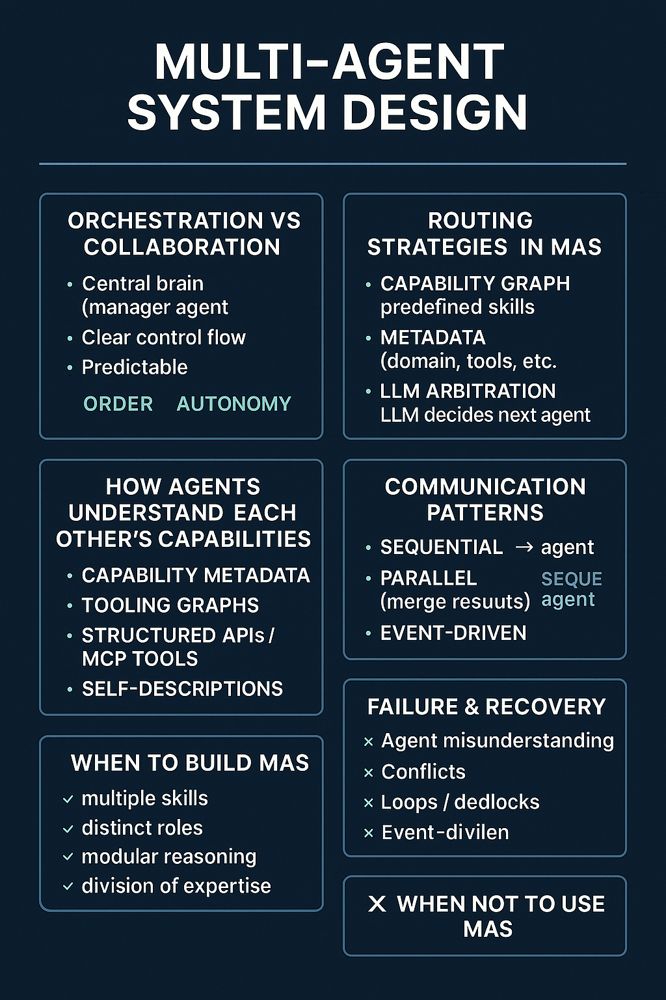 MULTI-AGENT
SYSTEM DESIGN
ORCHESTRATION VS
COLLABORATION
• Central brain
(manager agent
• Clear control flow
• Predictable
ORDER AUTONOMY
ROUTING
STRATEGIES IN MAS
• CAPABILITY GRAPH
predefined skills
• METADATA
(domain, tools, etc.
• LLM ARBITRATION
LLM decides next agent
HOW AGENTS
UNDERSTAND EACH
OTHER'S CAPABILITIES
• CAPABILITY METADATA
• TOOLING GRAPHS
• STRUCTURED APIs /
MCP TOOLS
• SELF-DESCRIPTIONS
COMMUNICATION
PATTERNS
• SEQUENTIAL → agent
• PARALLEL SEQUE
(merge resuuts) agent
• EVENT-DRIVEN
WHEN TO BUILD MAS
✓ multiple skills
✓ distinct roles
✓ modular reasoning
✓ division of expertise
FAILURE & RECOVERY
× Agent misunderstanding
× Conflicts
× Loops / dedlocks
× Event-divilen
X WHEN NOT TO USE
MAS